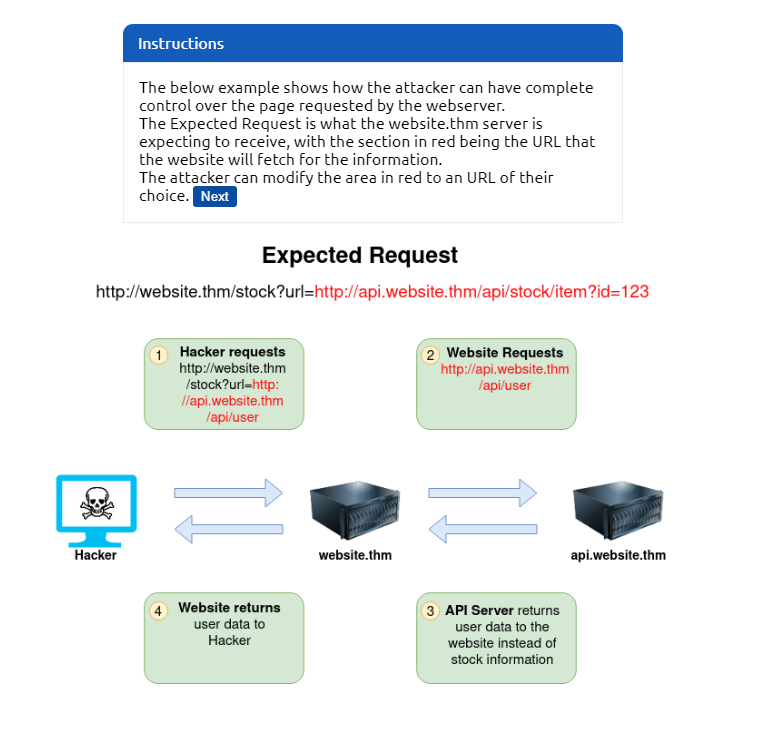 Instructions
The below example shows how the attacker can have complete
control over the page requested by the webserver.
The Expected Request is what the website.thm server is
expecting to receive, with the section in red being the URL that
the website will fetch for the information.
The attacker can modify the area in red to an URL of their
choice. Next
Expected Request
http://website.thm/stock?url=http://api.website.thm/api/stock/item?id=123
1 Hacker requests
http://website.thm
/stock?url=http:
//api.website.thm
/api/user
2 Website Requests
http://api.website.thm
/api/user
Hacker
website.thm
api.website.thm
4 Website returns
user data to
Hacker
3 API Server returns
user data to the
website instead of
stock information